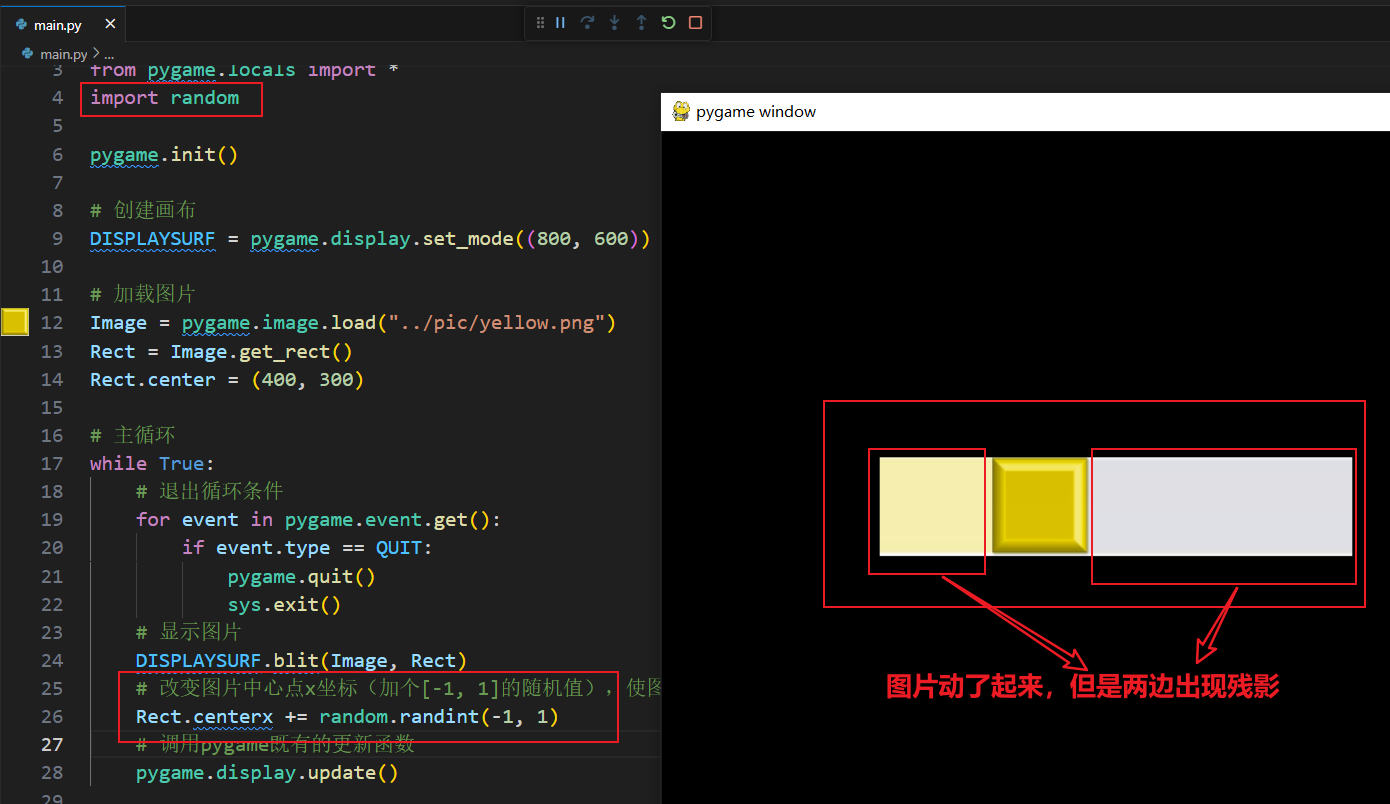 main.py ×
main.py > ...
3 from pygame.locals import *
4 import random
5
6 pygame.init()
7
8 # 创建画布
9 DISPLAYSURF = pygame.display.set_mode((800, 600))
10
11 # 加载图片
12 Image = pygame.image.load("../pic/yellow.png")
13 Rect = Image.get_rect()
14 Rect.center = (400, 300)
15
16 # 主循环
17 while True:
18 # 退出循环条件
19 for event in pygame.event.get():
20 if event.type == QUIT:
21 pygame.quit()
22 sys.exit()
23 # 显示图片
24 DISPLAYSURF.blit(Image, Rect)
25 # 改变图片中心点x坐标（加个[-1, 1]的随机值），使图
26 Rect.centerx += random.randint(-1, 1)
27 # 调用pygame既有的更新函数
28 pygame.display.update()
29
pygame window
图片动了起来，但是两边出现残影